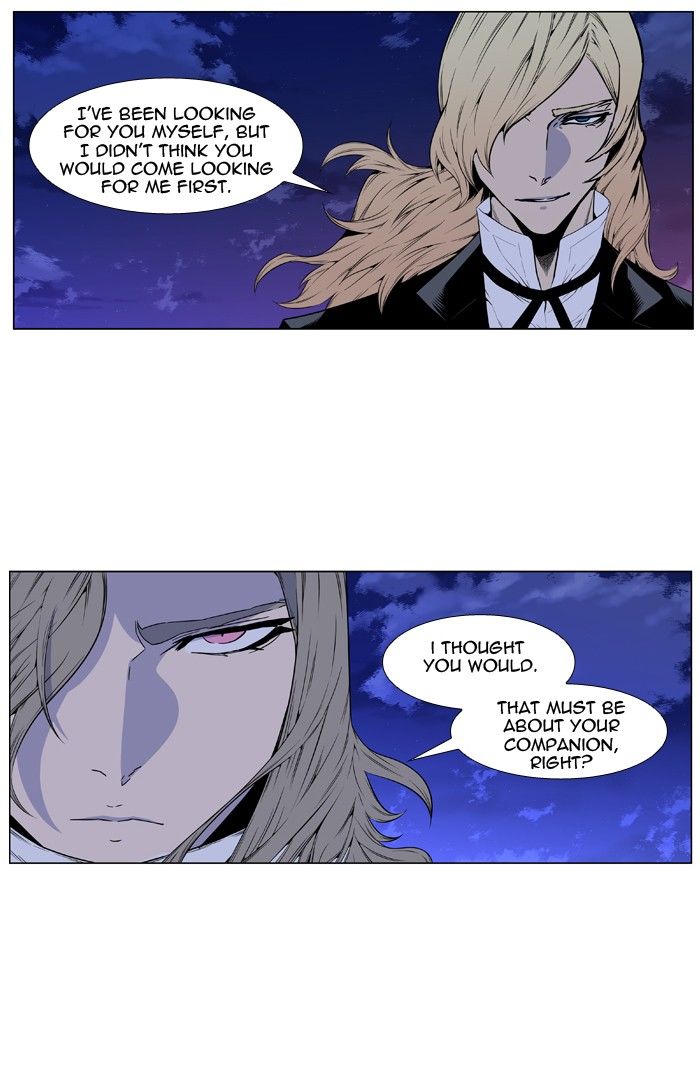 I'VE BEEN LOOKING
FOR YOU MYSELF, BUT
I DIDN'T THINK YOU
WOULD COME LOOKING
FOR ME FIRST.
I THOUGHT
YOU WOULD.
THAT MUST BE
ABOUT YOUR
COMPANION,
RIGHT?